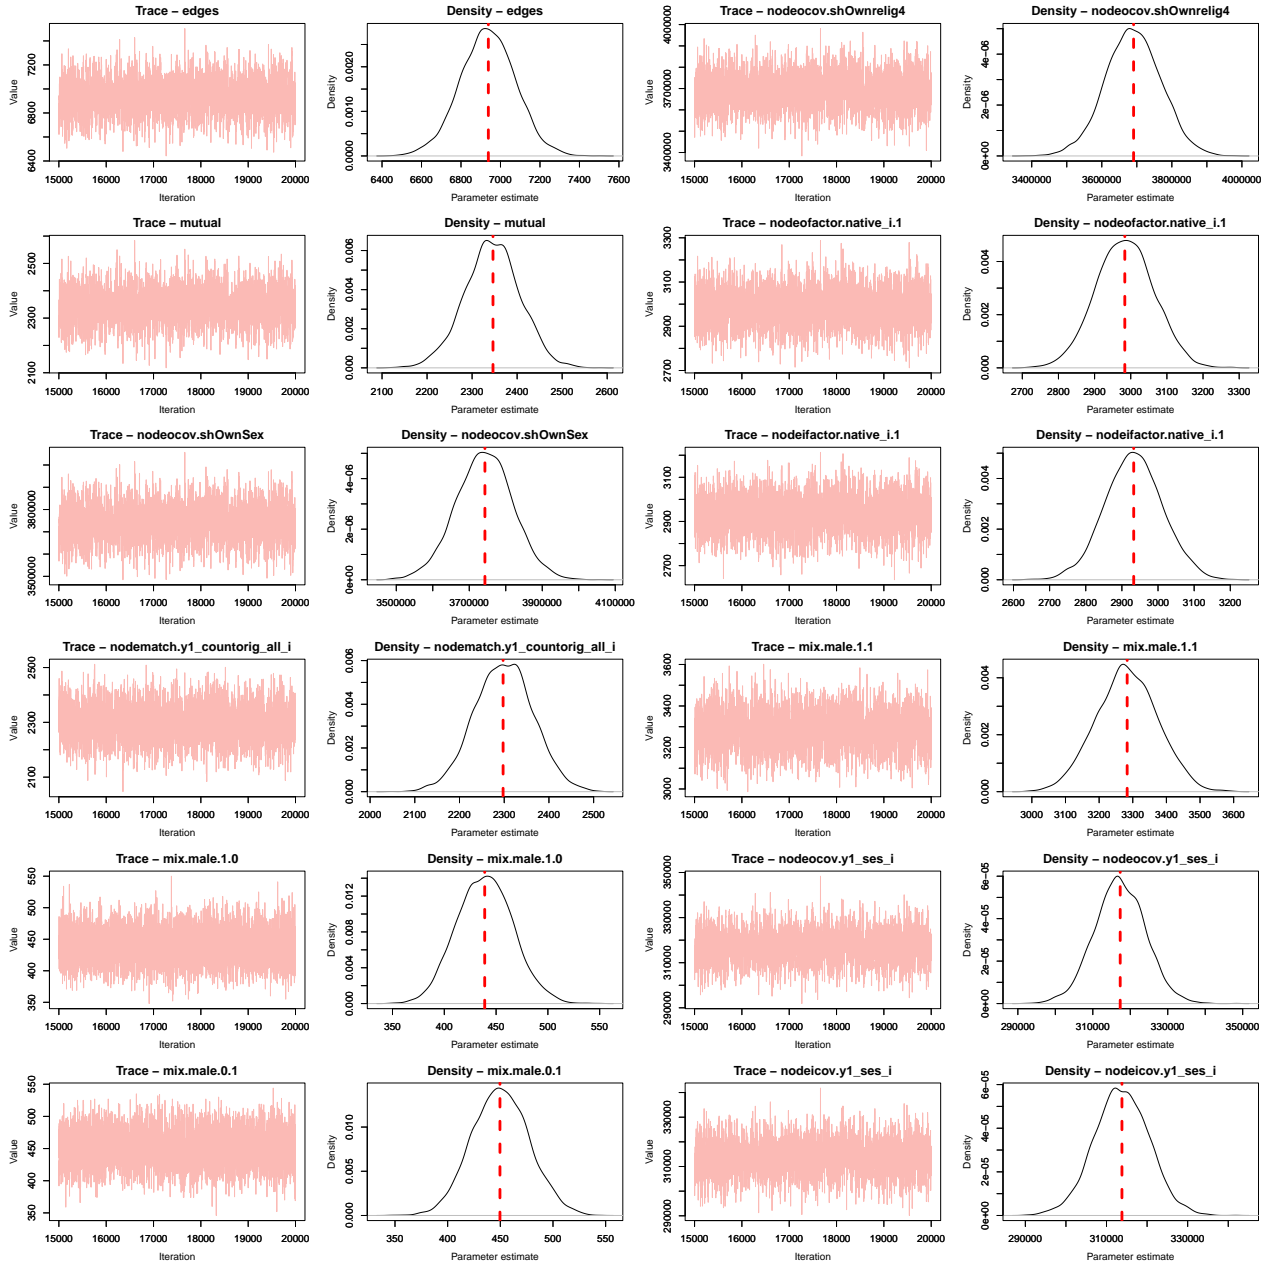 Trace – edges
Value
6400 6800 7200
15000 16000 17000 18000 19000 20000
Iteration
Density – edges
Density
0.0000 0.0010 0.0020
6400 6600 6800 7000 7200 7400 7600
Parameter estimate
Trace – nodeocov.shOwnrelig4
Value
3400000 3700000 4000000
15000 16000 17000 18000 19000 20000
Iteration
Density – nodeocov.shOwnrelig4
Density
0e+00 2e−06 4e−06
3400000 3600000 3800000 4000000
Parameter estimate
Trace – mutual
Value
2100 2300 2500
15000 16000 17000 18000 19000 20000
Iteration
Density – mutual
Density
0.000 0.002 0.004 0.006
2100 2200 2300 2400 2500 2600
Parameter estimate
Trace – nodeofactor.native_i.1
Value
2700 2900 3100 3300
15000 16000 17000 18000 19000 20000
Iteration
Density – nodeofactor.native_i.1
Density
0.000 0.002 0.004
2700 2800 2900 3000 3100 3200 3300
Parameter estimate
Trace – nodeocov.shOwnSex
Value
3500000 3800000
15000 16000 17000 18000 19000 20000
Iteration
Density – nodeocov.shOwnSex
Density
0e+00 2e−06 4e−06
3500000 3700000 3900000 4100000
Parameter estimate
Trace – nodeifactor.native_i.1
Value
2700 2900 3100
15000 16000 17000 18000 19000 20000
Iteration
Density – nodeifactor.native_i.1
Density
0.000 0.002 0.004
2600 2700 2800 2900 3000 3100 3200
Parameter estimate
Trace – nodematch.y1_countorig_all_i
Value
2100 2300 2500
15000 16000 17000 18000 19000 20000
Iteration
Density – nodematch.y1_countorig_all_i
Density
0.000 0.002 0.004 0.006
2000 2100 2200 2300 2400 2500
Parameter estimate
Trace – mix.male.1.1
Value
3000 3200 3400 3600
15000 16000 17000 18000 19000 20000
Iteration
Density – mix.male.1.1
Density
0.000 0.002 0.004
3000 3100 3200 3300 3400 3500 3600
Parameter estimate
Trace – mix.male.1.0
Value
350 400 450 500 550
15000 16000 17000 18000 19000 20000
Iteration
Density – mix.male.1.0
Density
0.000 0.004 0.008 0.012
350 400 450 500 550
Parameter estimate
Trace – nodeocov.y1_ses_i
Value
290000 310000 330000 350000
15000 16000 17000 18000 19000 20000
Iteration
Density – nodeocov.y1_ses_i
Density
0e+00 2e−05 4e−05 6e−05
290000 310000 330000 350000
Parameter estimate
Trace – mix.male.0.1
Value
350 400 450 500 550
15000 16000 17000 18000 19000 20000
Iteration
Density – mix.male.0.1
Density
0.000 0.005 0.010
350 400 450 500 550
Parameter estimate
Trace – nodeicov.y1_ses_i
Value
290000 310000 330000
15000 16000 17000 18000 19000 20000
Iteration
Density – nodeicov.y1_ses_i
Density
0e+00 2e−05 4e−05 6e−05
290000 310000 330000
Parameter estimate